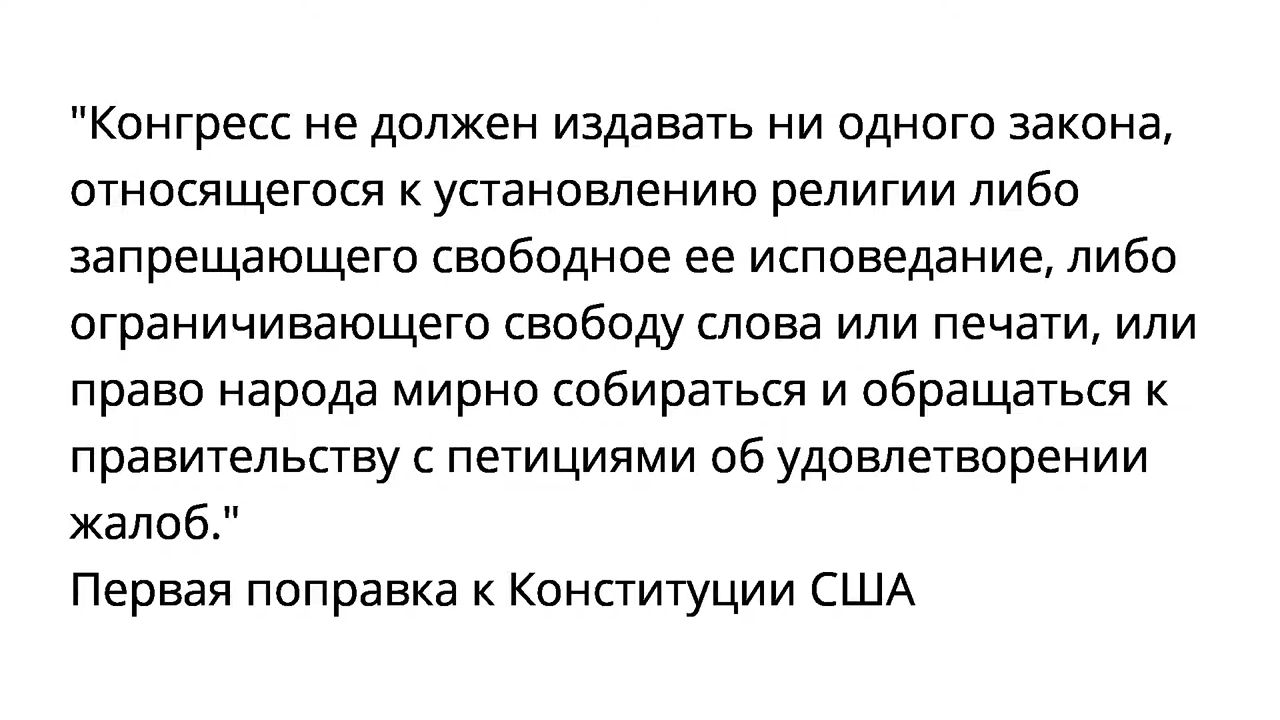 "Конгресс не должен издавать ни одного закона,
относящегося к установлению религии либо
запрещающего свободное ее исповедание, либо
ограничивающего свободу слова или печати, или
право народа мирно собираться и обращаться к
правительству с петициями об удовлетворении
жалоб."
Первая поправка к Конституции США